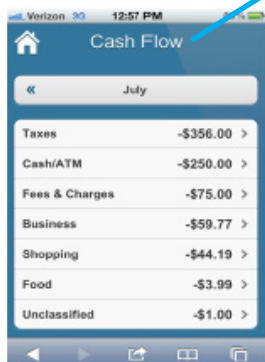 Verizon 3G 12:57 PM
Cash Flow
« July
Taxes -$356.00 >
Cash/ATM -$250.00 >
Fees & Charges -$75.00 >
Business -$59.77 >
Shopping -$44.19 >
Food -$3.99 >
Unclassified -$1.00 >